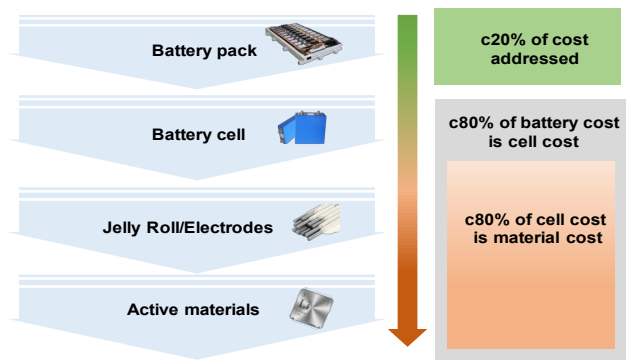 Battery pack
c20% of cost
addressed
Battery cell
c80% of battery cost
is cell cost
Jelly Roll/Electrodes
c80% of cell cost
is material cost
Active materials